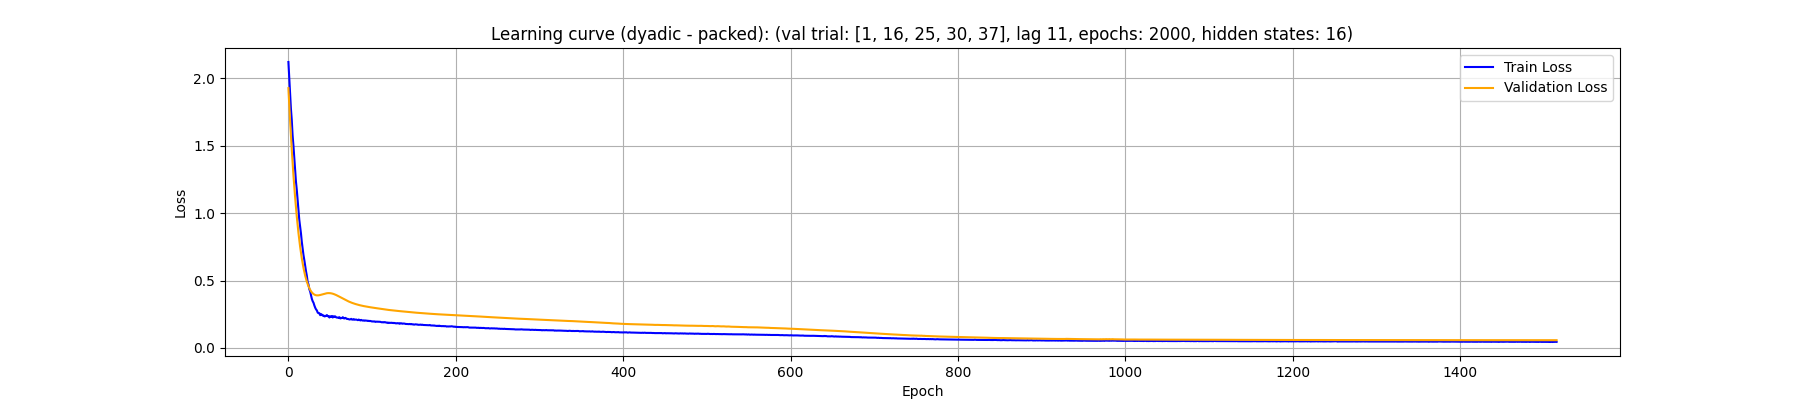 Learning curve (dyadic - packed): (val trial: [1, 16, 25, 30, 37], lag 11, epochs: 2000, hidden states: 16)
Train Loss
Validation Loss
Loss
2.0
1.5
1.0
0.5
0.0
0 200 400 600 800 1000 1200 1400
Epoch